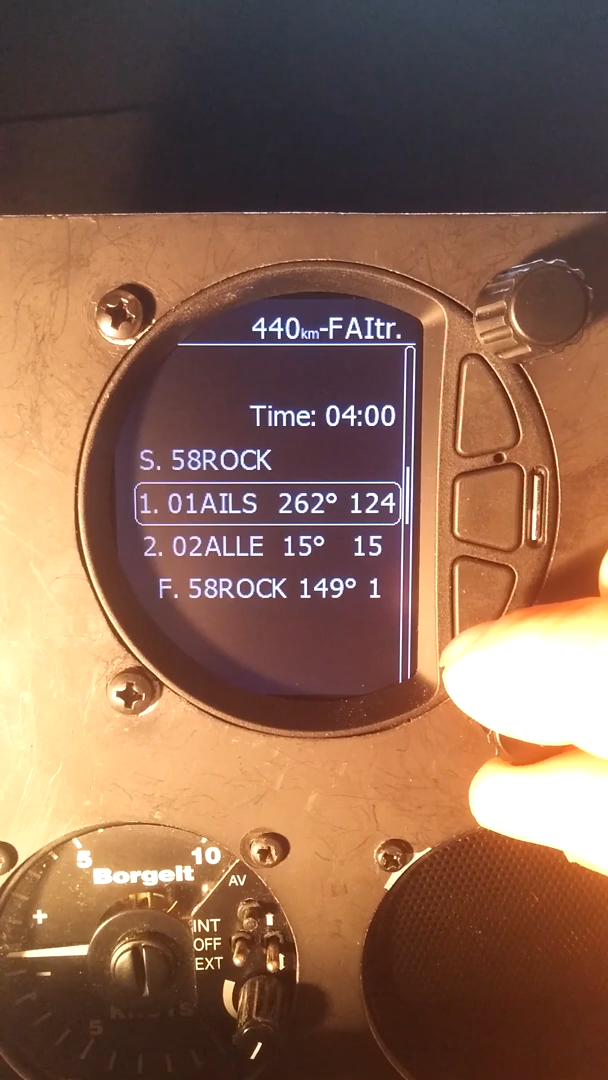 440km-FAItr.
Time: 04:00
S. 58ROCK
1. 01AILS 262° 124
2. 02ALLE 15° 15
F. 58ROCK 149° 1
5 10
Borgelt
AV
+
INT
OFF
EXT
-
KNOTS
5